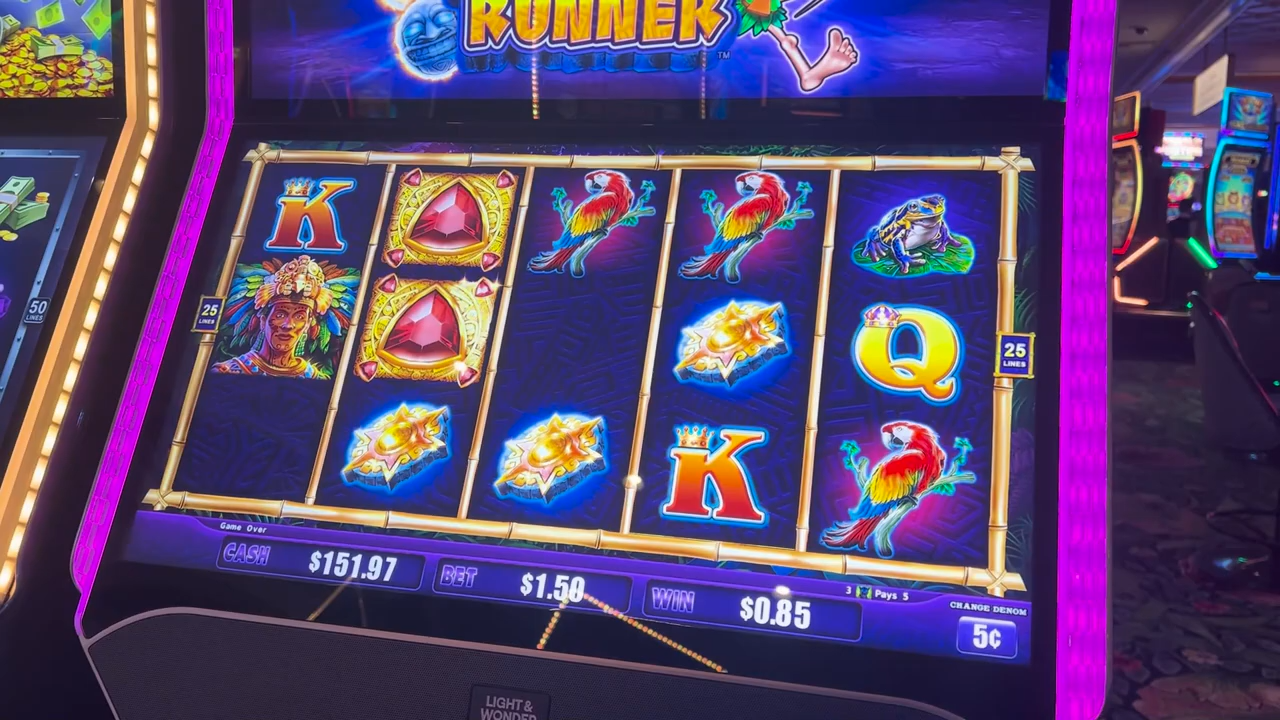 RUNNER
TM
K
25
LINES
50
LINES
Q
25
LINES
K
Game Over
CASH $151.97
BET $1.50
WIN $0.85
3 Pays 5
CHANGE DENOM
5¢
LIGHT &
WONDER